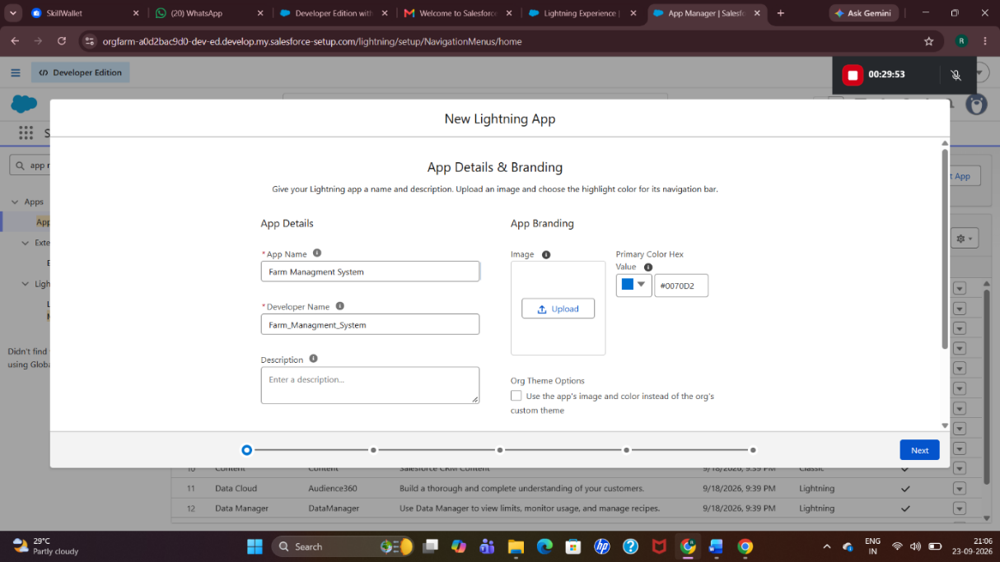 SkillWallet
(20) WhatsApp
Developer Edition with
Welcome to Salesforce
Lightning Experience |
App Manager | Salesf
Ask Gemini
orgfarm-a0d2bac9d0-dev-ed.develop.my.salesforce-setup.com/lightning/setup/NavigationMenus/home
R
Developer Edition
00:29:53
New Lightning App
App Details & Branding
Give your Lightning app a name and description. Upload an image and choose the highlight color for its navigation bar.
App Details
App Branding
*App Name
Farm Managment System
*Developer Name
Farm_Managment_System
Description
Enter a description...
Image
Upload
Primary Color Hex
Value
#0070D2
Org Theme Options
Use the app's image and color instead of the org's
custom theme
Next
S
app r
t App
Apps
App
Exte
E
Ligh
L
Didn't find
using Globa
10 Content Content Salesforce CRM Content 9/18/2026, 9:39 PM Classic
11 Data Cloud Audience360 Build a thorough and complete understanding of your customers. 9/18/2026, 9:39 PM Lightning
12 Data Manager DataManager Use Data Manager to view limits, monitor usage, and manage recipes. 9/18/2026, 9:39 PM Lightning
29°C
Partly cloudy
Search
ENG
IN
21:06
23-09-2026